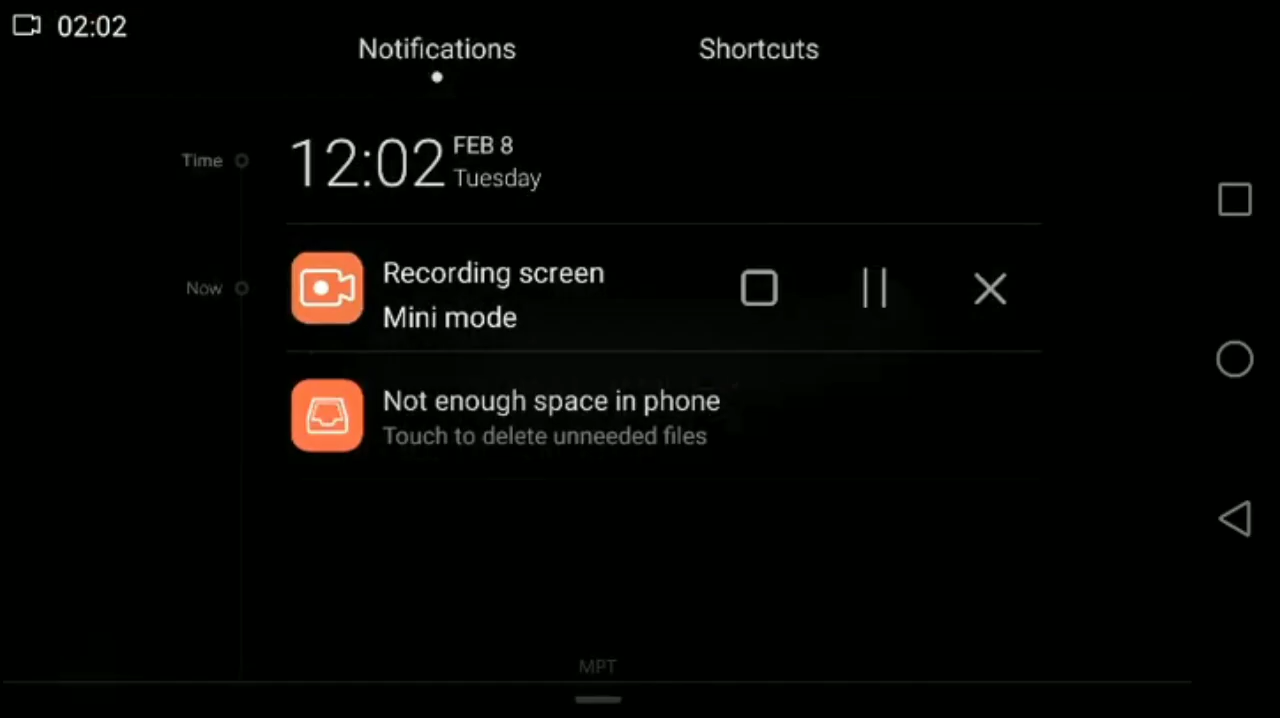 02:02
Notifications
Shortcuts
Time
12:02
FEB 8
Tuesday
Now
Recording screen
Mini mode
Not enough space in phone
Touch to delete unneeded files
MPT